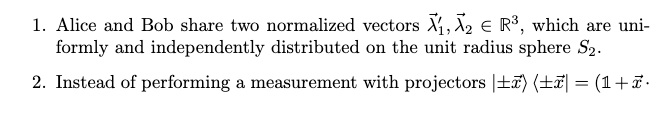 1. Alice and Bob share two normalized vectors λ⃗₁, λ⃗₂ ∈ ℝ³, which are uni-
formly and independently distributed on the unit radius sphere S₂.
2. Instead of performing a measurement with projectors |±x⃗⟩ ⟨±x⃗| = (𝟙 + x⃗ ·